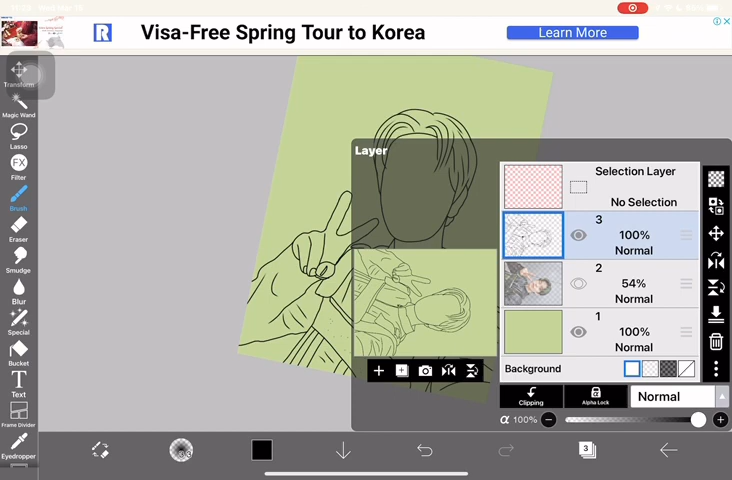 Visa-Free Spring Tour to Korea
Learn More
Transform
Magic Wand
Lasso
FX
Filter
Brush
Eraser
Smudge
Blur
Special
Bucket
T
Text
Frame Divider
Eyedropper
Layer
Selection Layer
No Selection
3
100%
Normal
2
54%
Normal
1
100%
Normal
Background
Clipping
Alpha Lock
Normal
α 100%
3